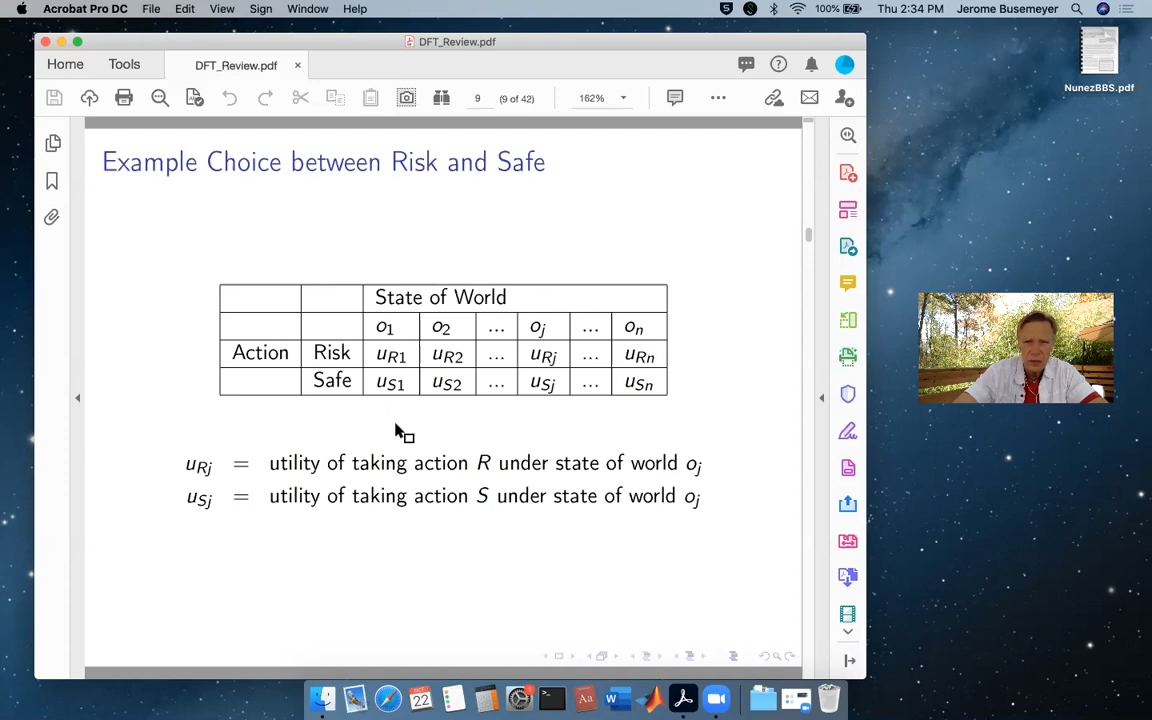 Acrobat Pro DC File Edit View Sign Window Help 100% Thu 2:34 PM Jerome Busemeyer
DFT_Review.pdf
Home Tools DFT_Review.pdf ×
9 (9 of 42) 162%
NunezBBS.pdf
Example Choice between Risk and Safe
State of World
o1 o2 ... oj ... on
Action Risk uR1 uR2 ... uRj ... uRn
Safe uS1 uS2 ... uSj ... uSn
uRj = utility of taking action R under state of world oj
uSj = utility of taking action S under state of world oj
OCT
22
Aa